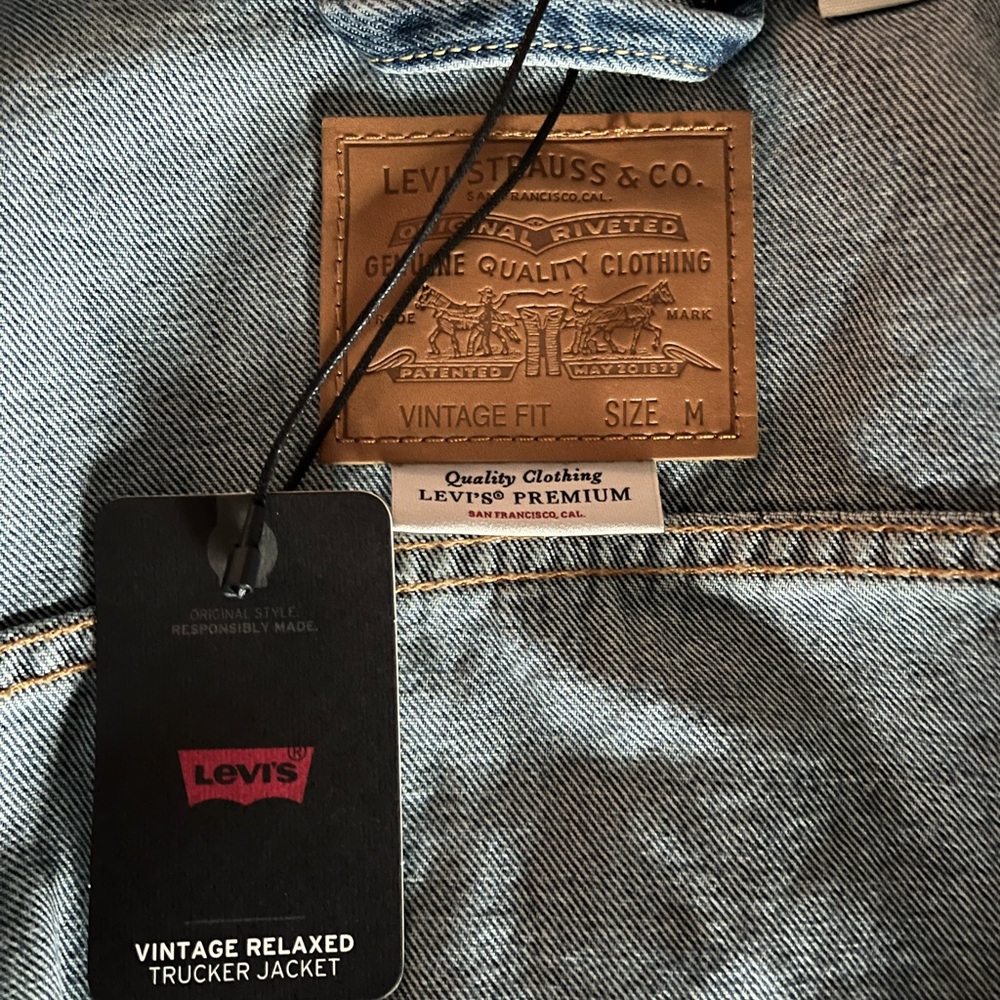 LEVI STRAUSS & CO.
SAN FRANCISCO, CAL.
ORIGINAL RIVETED
GENUINE QUALITY CLOTHING
TRADE MARK
PATENTED MAY 20 1873
VINTAGE FIT SIZE M
Quality Clothing
LEVI'S® PREMIUM
SAN FRANCISCO, CAL.
ORIGINAL STYLE.
RESPONSIBLY MADE.
LEVI'S®
VINTAGE RELAXED
TRUCKER JACKET